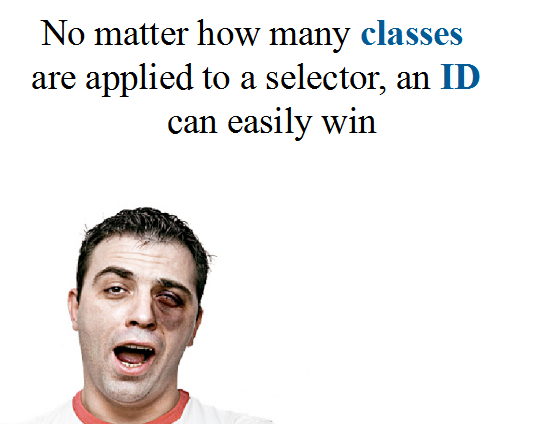 No matter how many classes
are applied to a selector, an ID
can easily win